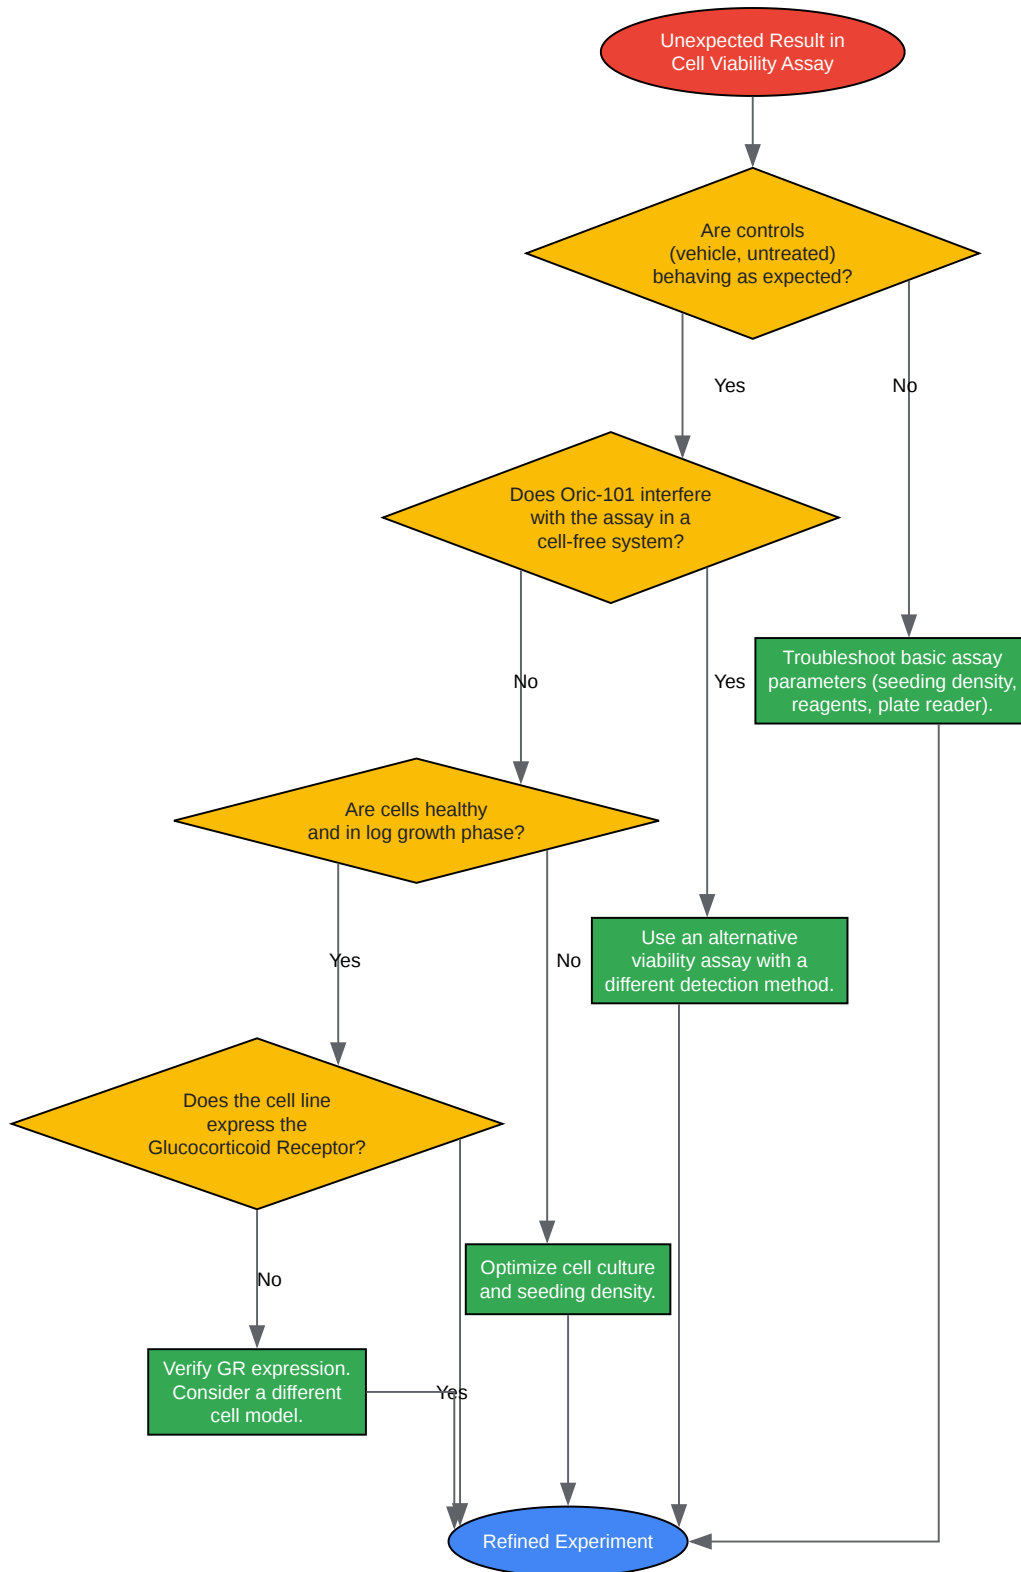 Unexpected Result in
Cell Viability Assay
Are controls
(vehicle, untreated)
behaving as expected?
Yes
No
Does Oric-101 interfere
with the assay in a
cell-free system?
Troubleshoot basic assay
parameters (seeding density,
reagents, plate reader).
No
Yes
Are cells healthy
and in log growth phase?
Use an alternative
viability assay with a
different detection method.
Yes
No
Does the cell line
express the
Glucocorticoid Receptor?
Optimize cell culture
and seeding density.
No
Verify GR expression.
Consider a different
cell model.
Yes
Refined Experiment